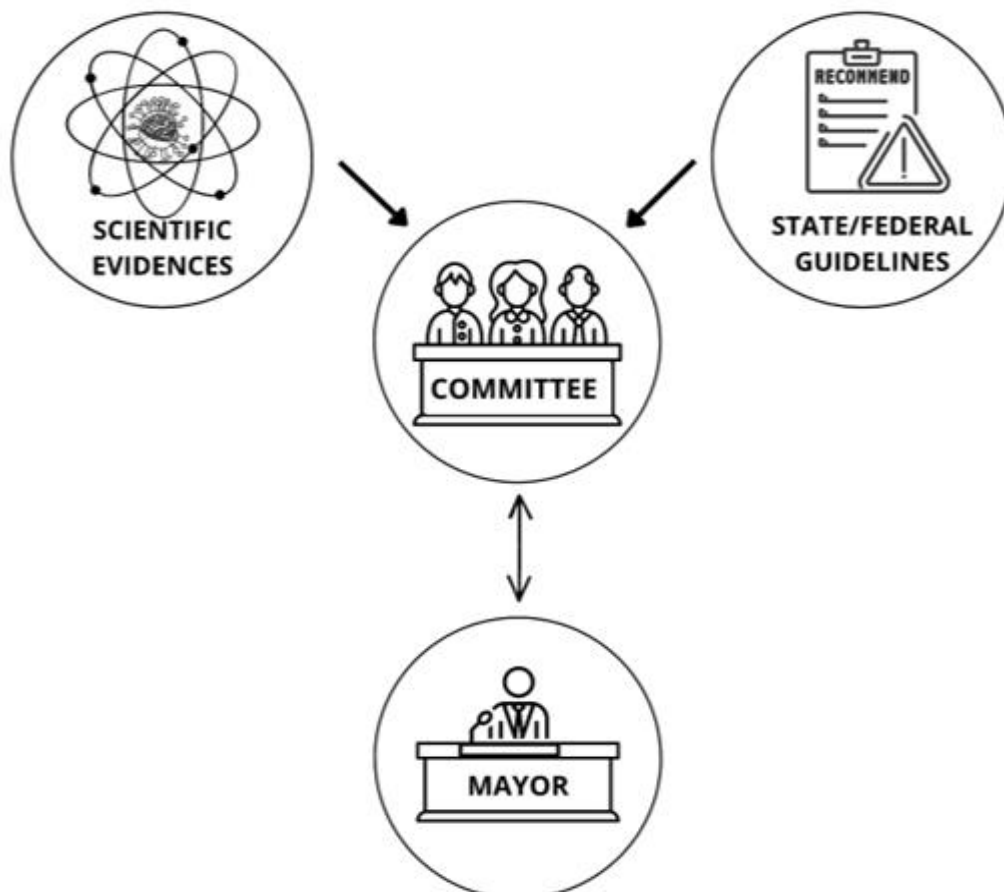 SCIENTIFIC
EVIDENCES
RECOMMEND
STATE/FEDERAL
GUIDELINES
COMMITTEE
MAYOR